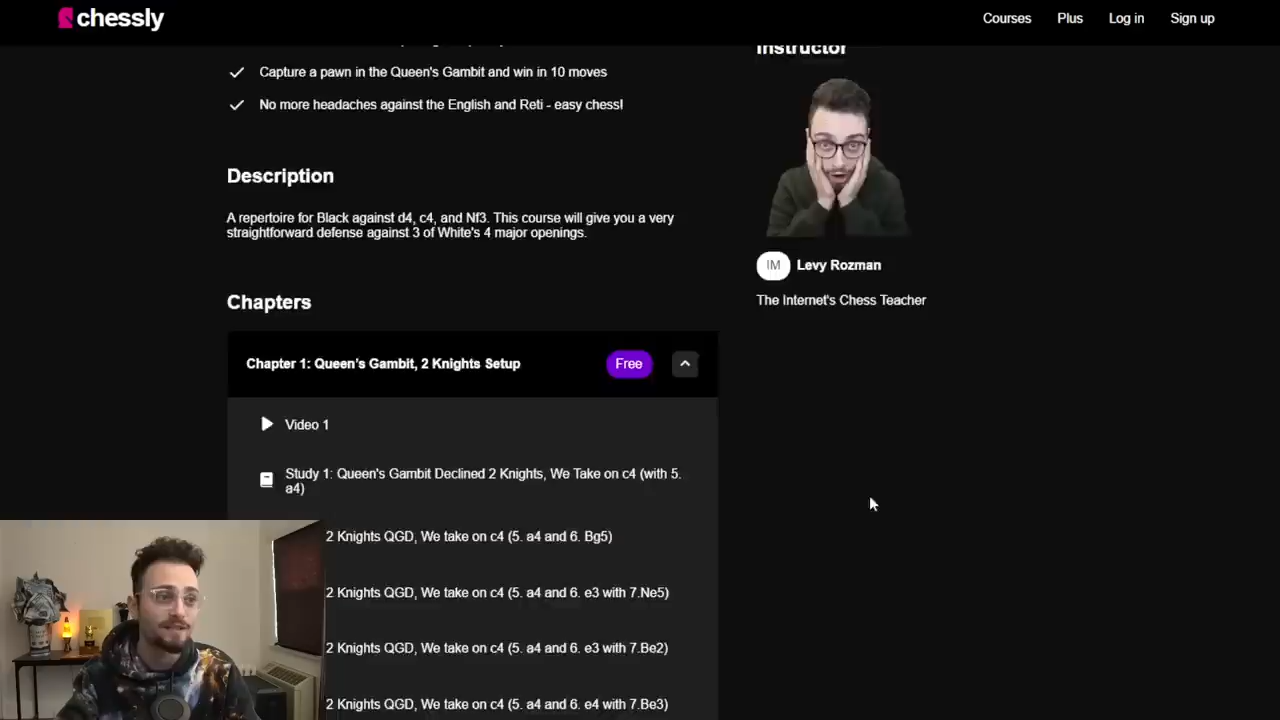 chessly
Courses
Plus
Log in
Sign up
Instructor
Capture a pawn in the Queen's Gambit and win in 10 moves
No more headaches against the English and Reti - easy chess!
Description
A repertoire for Black against d4, c4, and Nf3. This course will give you a very
straightforward defense against 3 of White's 4 major openings.
IM Levy Rozman
The Internet's Chess Teacher
Chapters
Chapter 1: Queen's Gambit, 2 Knights Setup
Free
Video 1
Study 1: Queen's Gambit Declined 2 Knights, We Take on c4 (with 5.
a4)
2 Knights QGD, We take on c4 (5. a4 and 6. Bg5)
2 Knights QGD, We take on c4 (5. a4 and 6. e3 with 7.Ne5)
2 Knights QGD, We take on c4 (5. a4 and 6. e3 with 7.Be2)
2 Knights QGD, We take on c4 (5. a4 and 6. e4 with 7.Be3)